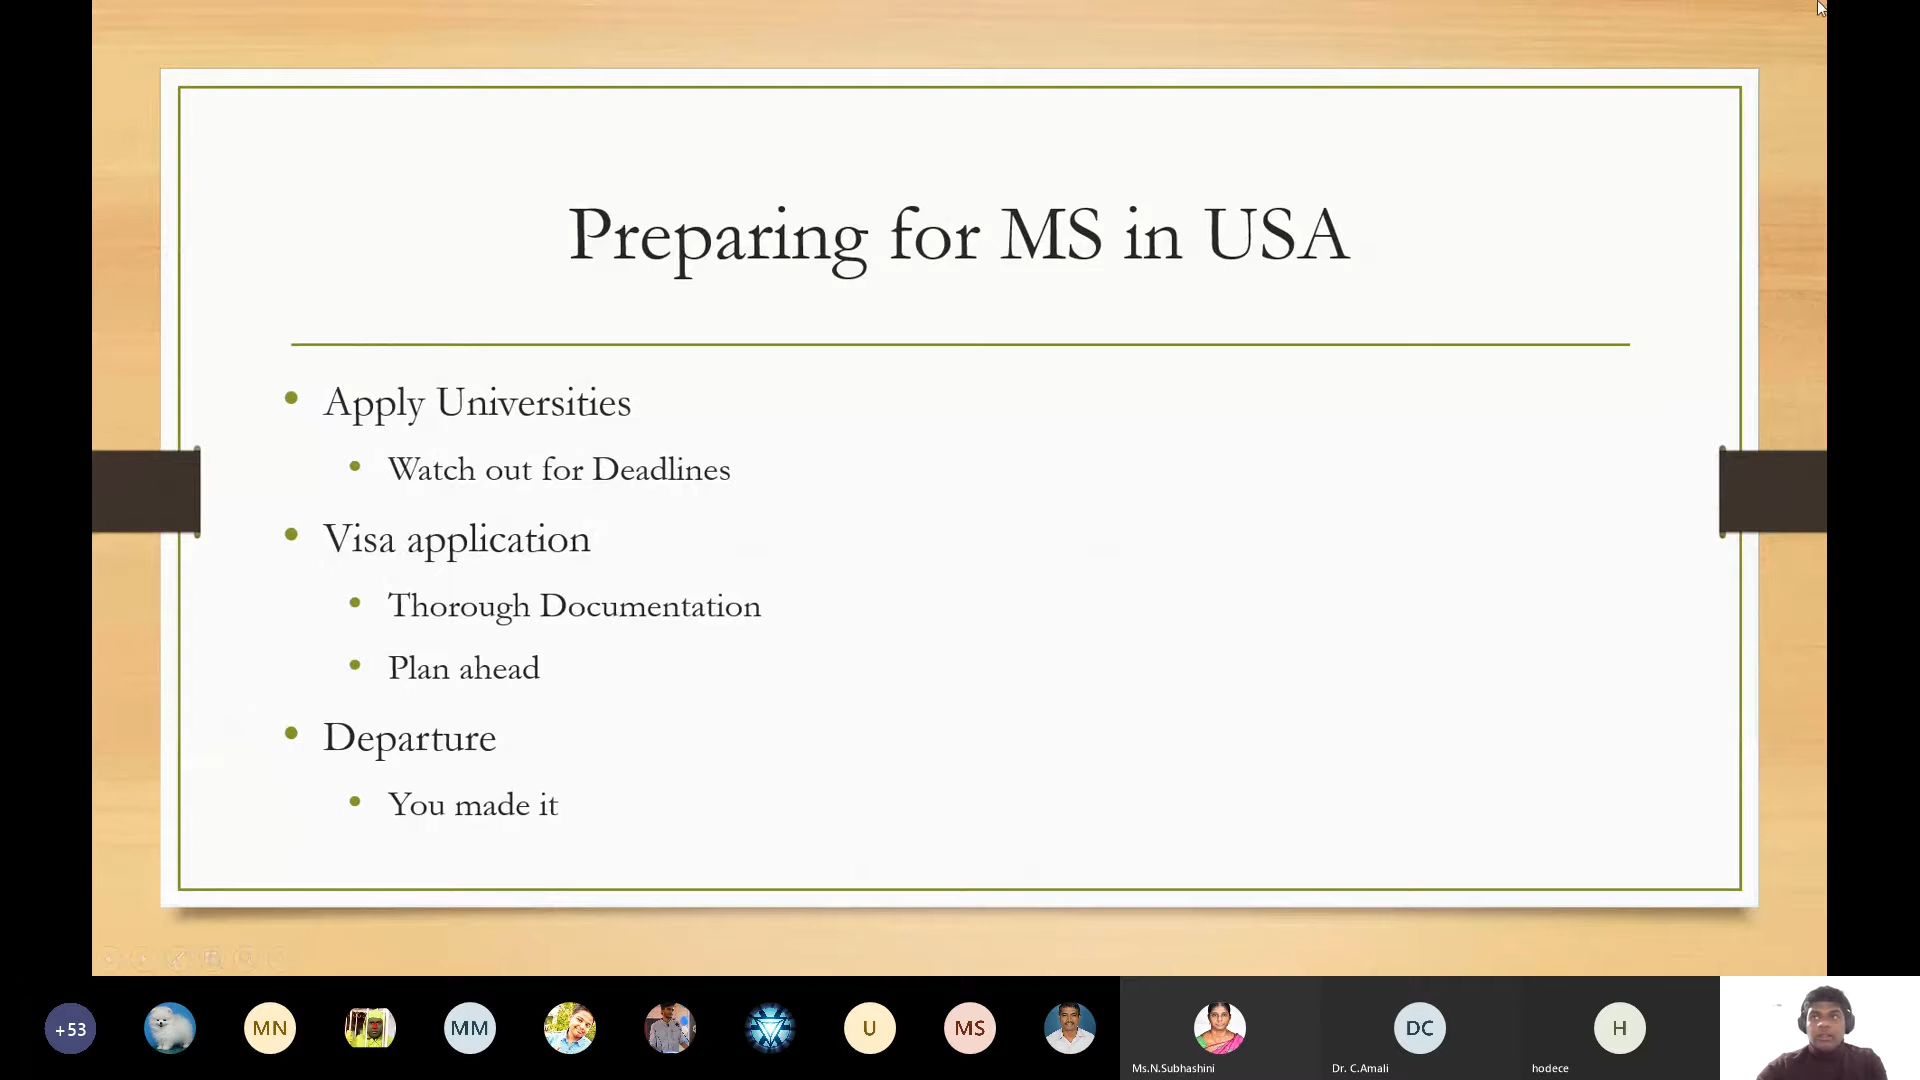 Preparing for MS in USA
Apply Universities
Watch out for Deadlines
Visa application
Thorough Documentation
Plan ahead
Departure
You made it
+53
MN
MM
U
MS
DC
H
Ms.N.Subhashini
Dr. C.Amali
hodece